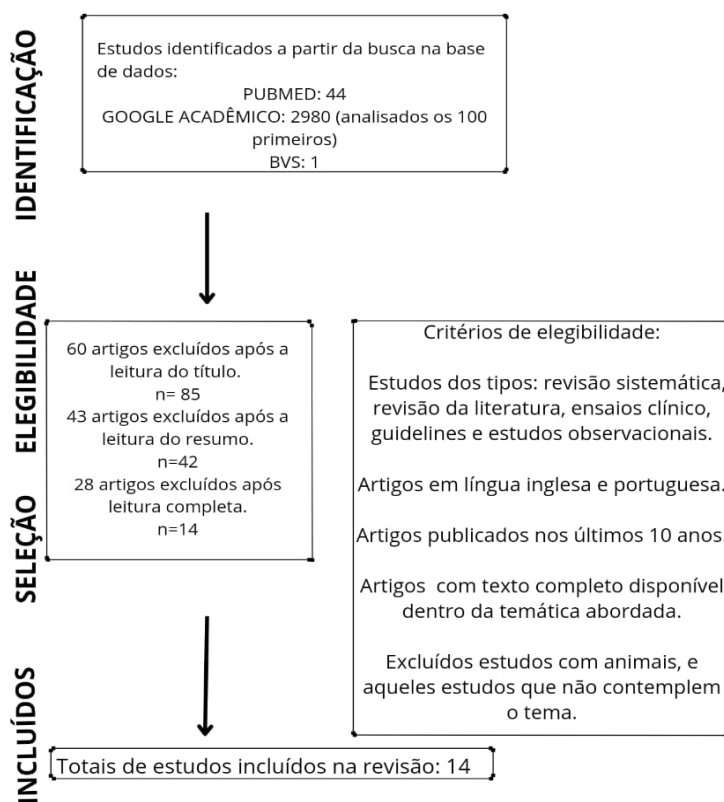 IDENTIFICAÇÃO
Estudos identificados a partir da busca na base
de dados:
PUBMED: 44
GOOGLE ACADÊMICO: 2980 (analisados os 100
primeiros)
BVS: 1
ELEGIBILIDADE
60 artigos excluídos após a
leitura do título.
n= 85
43 artigos excluídos após a
leitura do resumo.
n=42
28 artigos excluídos após
leitura completa.
n=14
Critérios de elegibilidade:
Estudos dos tipos: revisão sistemática,
revisão da literatura, ensaios clínico,
guidelines e estudos observacionais.
Artigos em língua inglesa e portuguesa.
Artigos publicados nos últimos 10 anos.
Artigos com texto completo disponível
dentro da temática abordada.
Excluídos estudos com animais, e
aqueles estudos que não contemplem
o tema.
SELEÇÃO
INCLUÍDOS
Totais de estudos incluídos na revisão: 14